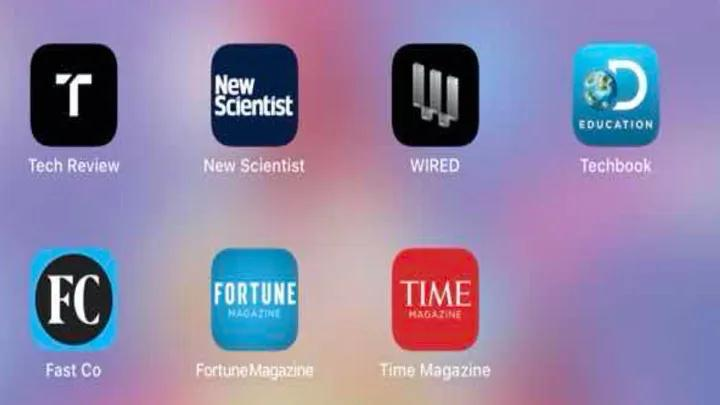 T
New
Scientist
W
D
EDUCATION
Tech Review
New Scientist
WIRED
Techbook
FC
FORTUNE
MAGAZINE
TIME
MAGAZINE
Fast Co
FortuneMagazine
Time Magazine